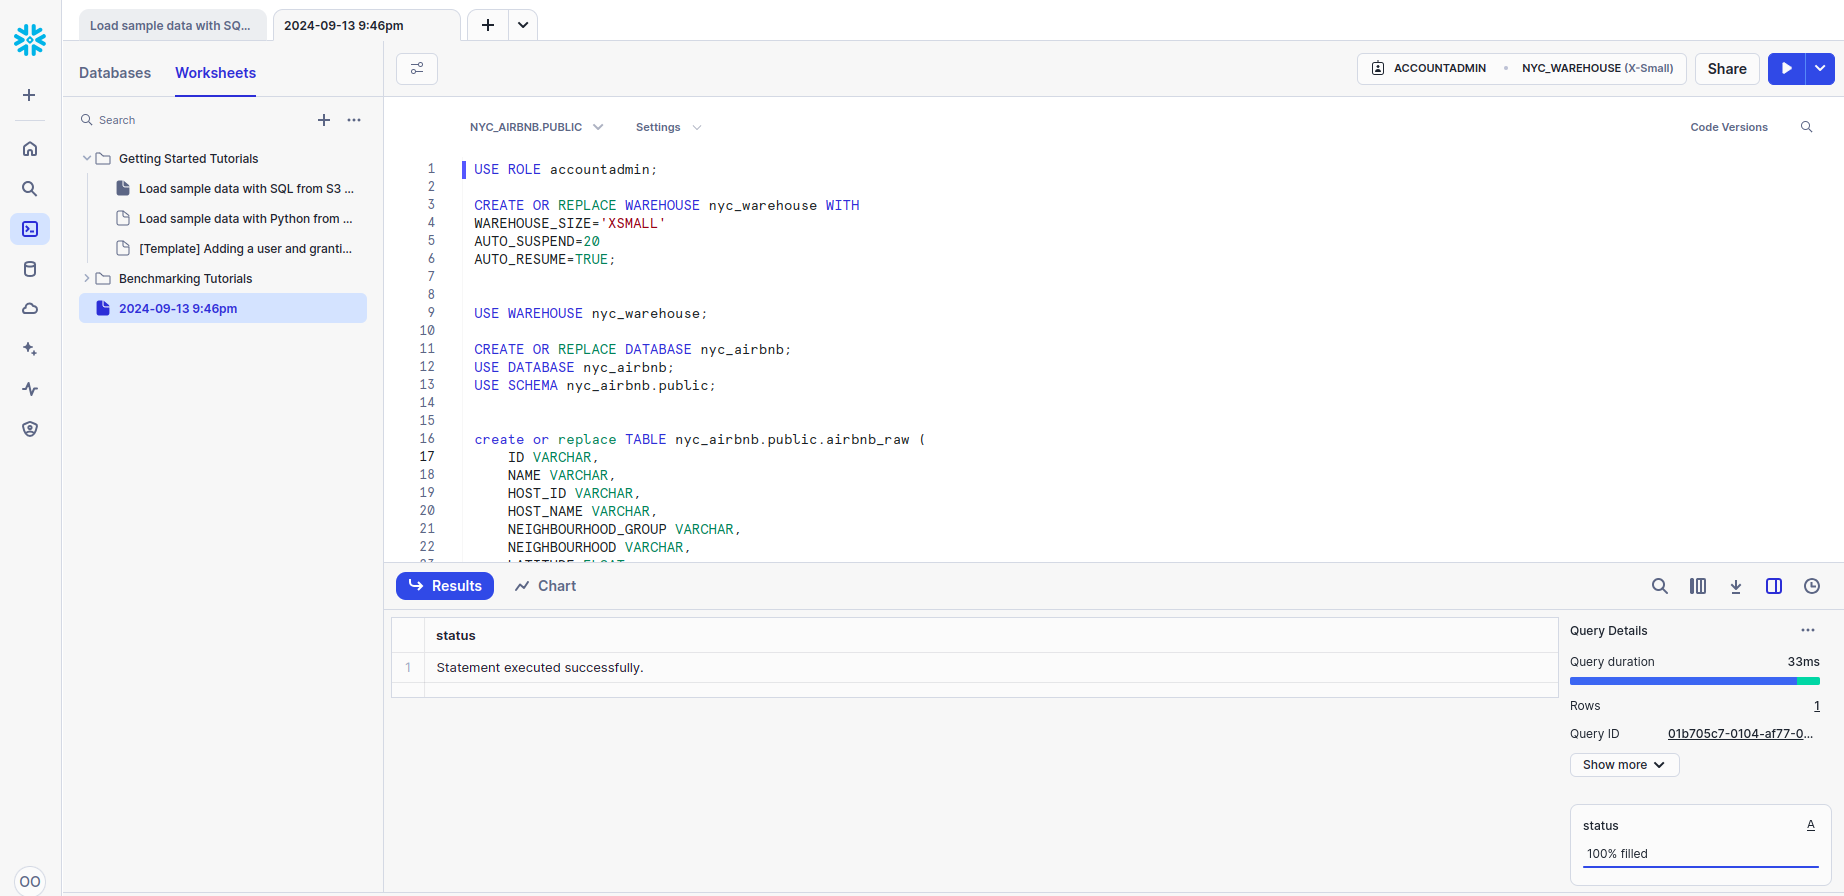 Load sample data with SQ...
2024-09-13 9:46pm
Databases
Worksheets
Search
Getting Started Tutorials
Load sample data with SQL from S3 ...
Load sample data with Python from ...
[Template] Adding a user and granti...
Benchmarking Tutorials
2024-09-13 9:46pm
OO
ACCOUNTADMIN
NYC_WAREHOUSE (X-Small)
Share
NYC_AIRBNB.PUBLIC
Settings
Code Versions
1 USE ROLE accountadmin;
2
3 CREATE OR REPLACE WAREHOUSE nyc_warehouse WITH
4 WAREHOUSE_SIZE='XSMALL'
5 AUTO_SUSPEND=20
6 AUTO_RESUME=TRUE;
7
8
9 USE WAREHOUSE nyc_warehouse;
10
11 CREATE OR REPLACE DATABASE nyc_airbnb;
12 USE DATABASE nyc_airbnb;
13 USE SCHEMA nyc_airbnb.public;
14
15
16 create or replace TABLE nyc_airbnb.public.airbnb_raw (
17 ID VARCHAR,
18 NAME VARCHAR,
19 HOST_ID VARCHAR,
20 HOST_NAME VARCHAR,
21 NEIGHBOURHOOD_GROUP VARCHAR,
22 NEIGHBOURHOOD VARCHAR,
Results
Chart
status
1 Statement executed successfully.
Query Details
Query duration 33ms
Rows 1
Query ID 01b705c7-0104-af77-0...
Show more
status A
100% filled